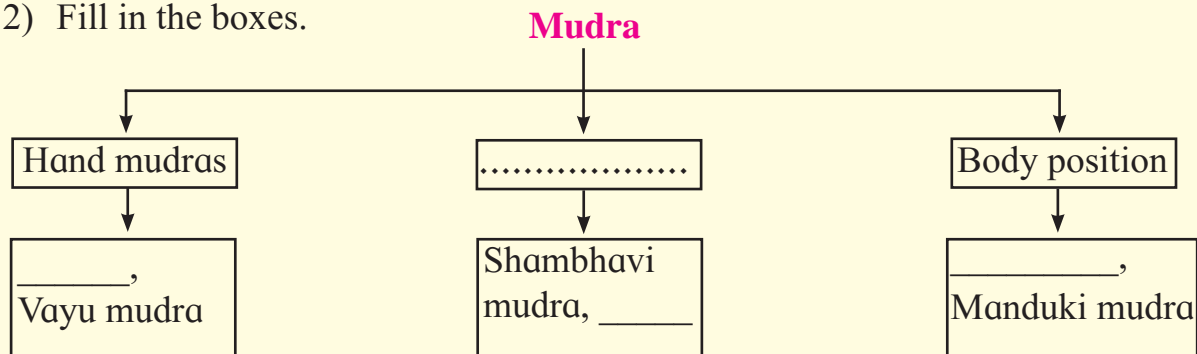 2) Fill in the boxes.
Mudra
Hand mudras
...................
Body position
______,
Vayu mudra
Shambhavi
mudra, _____
_________,
Manduki mudra